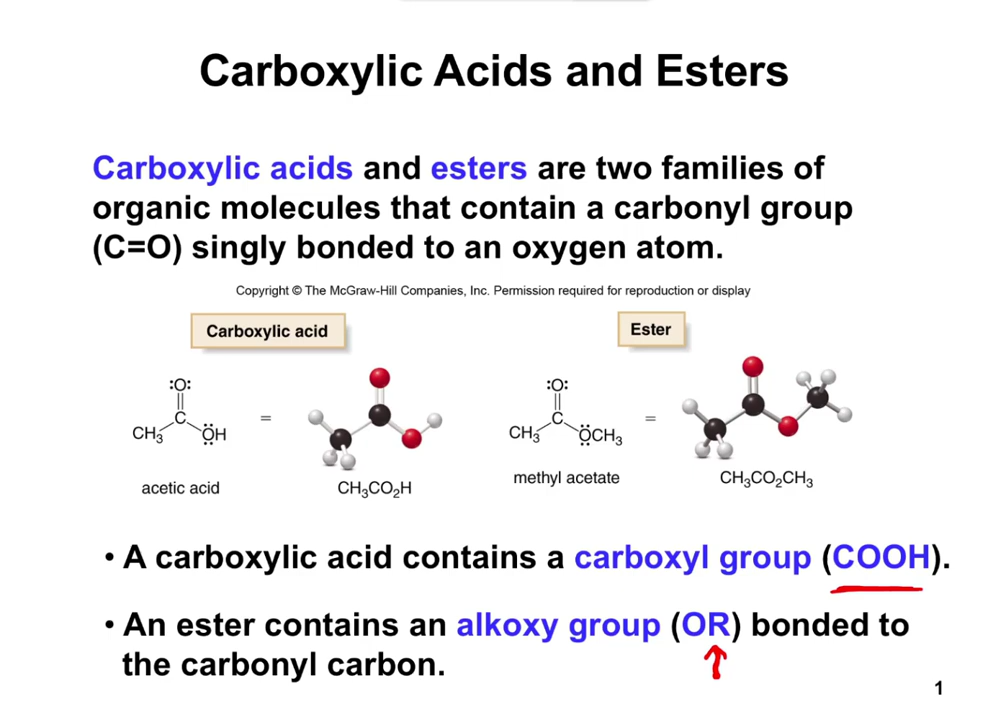 Carboxylic Acids and Esters
Carboxylic acids and esters are two families of
organic molecules that contain a carbonyl group
(C=O) singly bonded to an oxygen atom.
Copyright © The McGraw-Hill Companies, Inc. Permission required for reproduction or display
Carboxylic acid
:O:
C
CH₃
ÖH
=
acetic acid
CH₃CO₂H
Ester
:O:
C
CH₃
ÖCH₃
=
methyl acetate
CH₃CO₂CH₃
• A carboxylic acid contains a carboxyl group (COOH).
• An ester contains an alkoxy group (OR) bonded to
the carbonyl carbon.
1